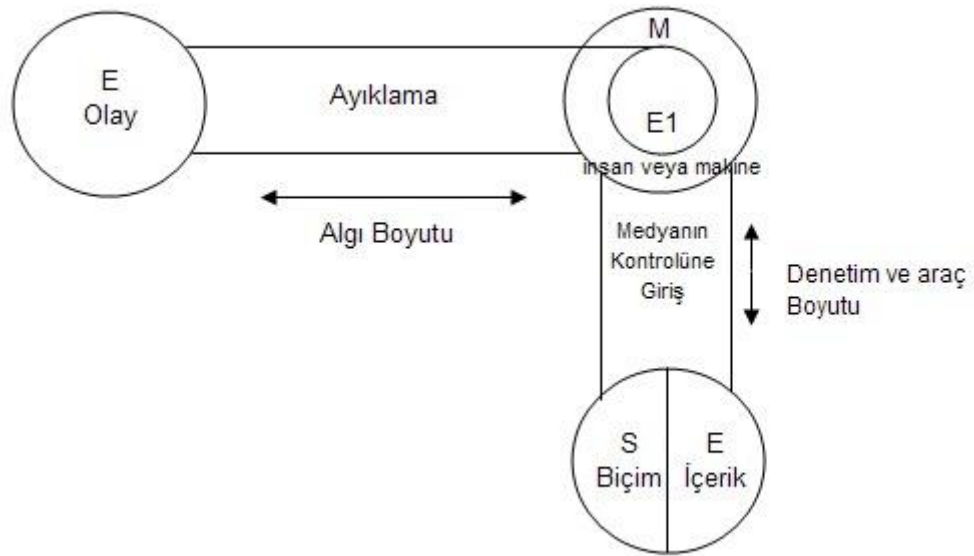 E
Olay
Ayıklama
M
E1
insan veya makine
Algı Boyutu
Medyanın
Kontrolüne
Giriş
Denetim ve araç
Boyutu
S
Biçim
E
İçerik